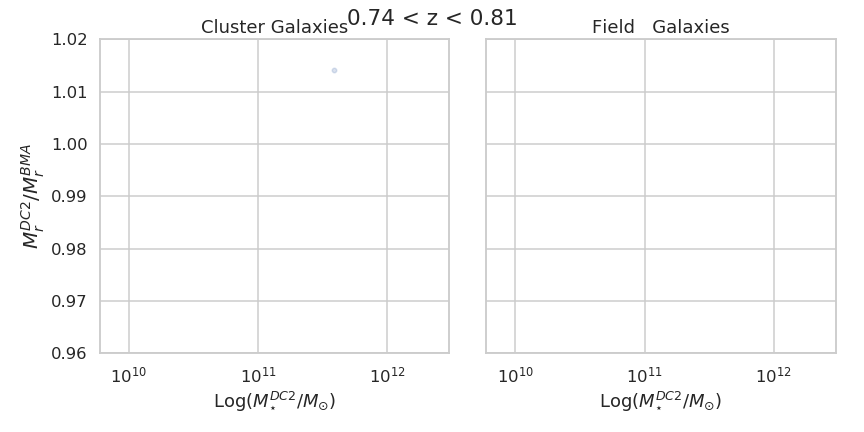 0.74 < z < 0.81
Cluster Galaxies
Field Galaxies
1.02
1.01
1.00
0.99
0.98
0.97
0.96
M_r^{DC2}/M_r^{BMA}
10^{10} 10^{11} 10^{12}
10^{10} 10^{11} 10^{12}
Log(M_⋆^{DC2}/M_⊙)
Log(M_⋆^{DC2}/M_⊙)